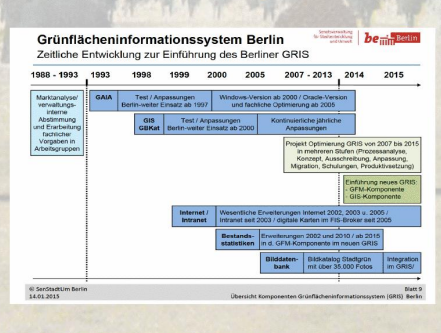 Grünflächeninformationssystem Berlin
Zeitliche Entwicklung zur Einführung des Berliner GRIS
Senatsverwaltung
für Stadtentwicklung
und Umwelt
be Berlin
1988 - 1993 1993 1998 1999 2000 2005 2007 - 2013 2014 2015
Marktanalyse/
verwaltungs-
interne
Abstimmung
und Erarbeitung
fachlicher
Vorgaben in
Arbeitsgruppen
GAIA
Test / Anpassungen
Berlin-weiter Einsatz ab 1997
Windows-Version ab 2000 / Oracle-Version
und fachliche Optimierung ab 2005
GIS
GBKat
Test / Anpassungen
Berlin-weiter Einsatz ab 2000
Kontinuierliche jährliche
Anpassungen
Projekt Optimierung GRIS von 2007 bis 2015
in mehreren Stufen (Prozessanalyse,
Konzept, Ausschreibung, Anpassung,
Migration, Schulungen, Produktivsetzung)
Einführung neues GRIS:
- GFM-Komponente
- GIS-Komponente
Internet /
Intranet
Wesentliche Erweiterungen Internet 2002, 2003 u. 2005 /
Intranet seit 2003 / digitale Karten im FIS-Broker seit 2005
Bestands-
statistiken
Erweiterungen 2002 und 2010 / ab 2015
in d. GFM-Komponente im neuen GRIS
Bilddaten-
bank
Bildkatalog Stadtgrün
mit über 35.000 Fotos
Integration
im GRIS/
© SenStadtUm Berlin
14.01.2015
Blatt 9
Übersicht Komponenten Grünflächeninformationssystem (GRIS) Berlin